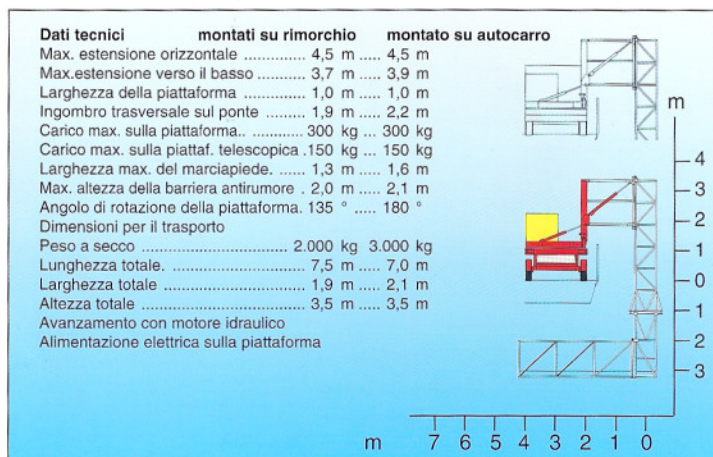 Dati tecnici montati su rimorchio montato su autocarro
Max. estensione orizzontale .............. 4,5 m ..... 4,5 m
Max.estensione verso il basso ........ 3,7 m ..... 3,9 m
Larghezza della piattaforma ........... 1,0 m ..... 1,0 m
Ingombro trasversale sul ponte ...... 1,9 m ..... 2,2 m
Carico max. sulla piattaforma.. ........ 300 kg ... 300 kg
Carico max. sulla piattaf. telescopica .150 kg ... 150 kg
Larghezza max. del marciapiede. ....... 1,3 m ..... 1,6 m
Max. altezza della barriera antirumore . 2,0 m ..... 2,1 m
Angolo di rotazione della piattaforma. 135 ° ..... 180 °
Dimensioni per il trasporto
Peso a secco ........................ 2.000 kg 3.000 kg
Lunghezza totale. ............................ 7,5 m ..... 7,0 m
Larghezza totale ............................. 1,9 m ..... 2,1 m
Altezza totale ................................. 3,5 m ..... 3,5 m
Avanzamento con motore idraulico
Alimentazione elettrica sulla piattaforma
m
4
3
2
1
0
1
2
3
m 7 6 5 4 3 2 1 0